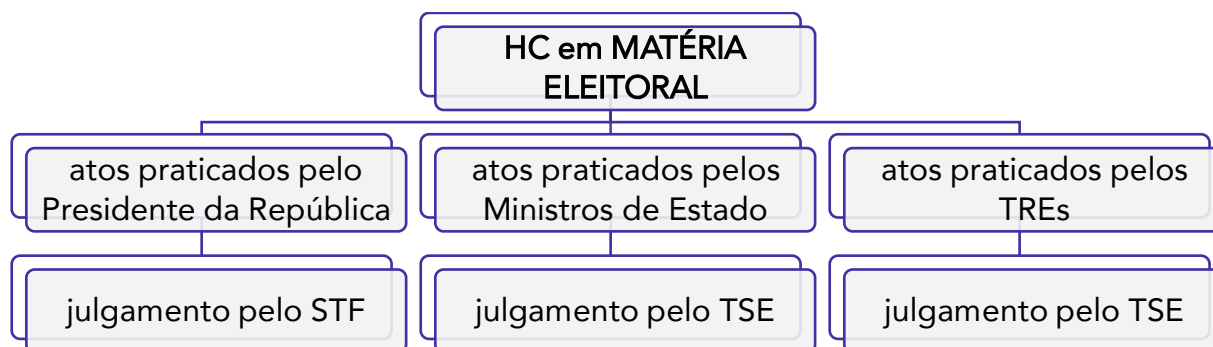 HC em MATÉRIA
ELEITORAL
atos praticados pelo
Presidente da República
atos praticados pelos
Ministros de Estado
atos praticados pelos
TREs
julgamento pelo STF
julgamento pelo TSE
julgamento pelo TSE